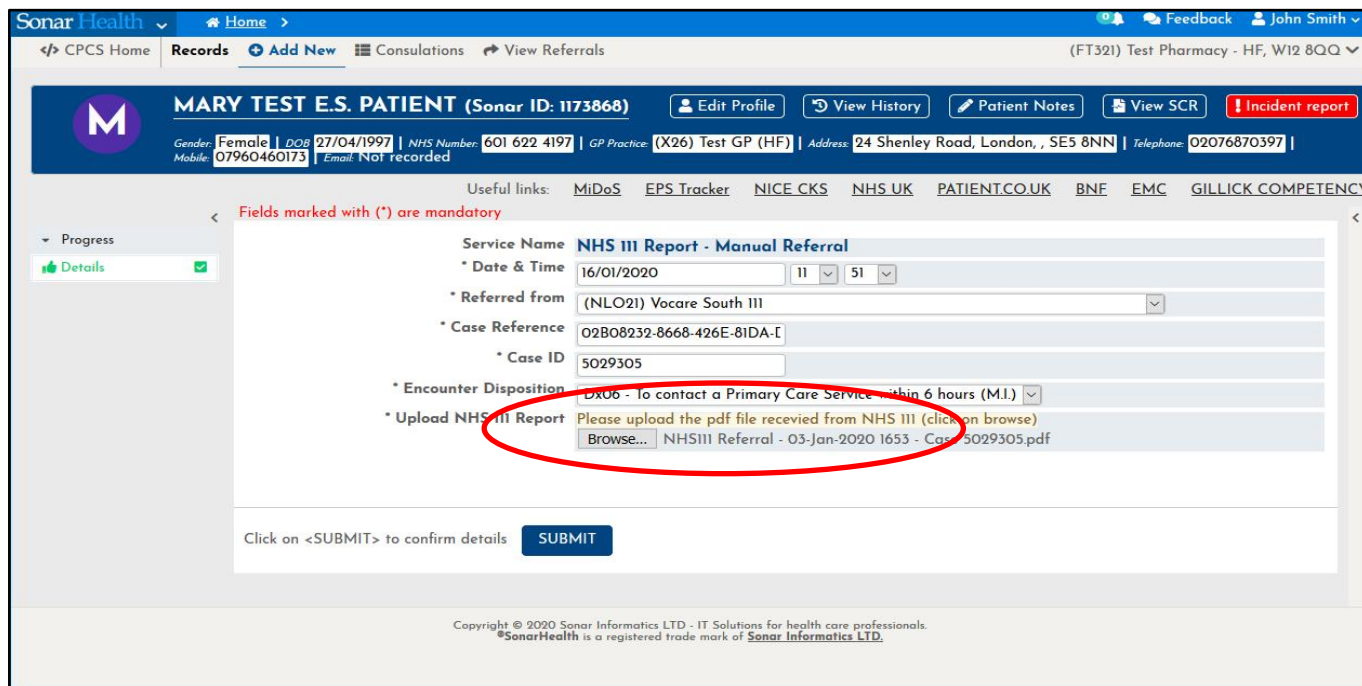 Sonar Health Home > 0 Feedback John Smith
</> CPCS Home Records Add New Consulations View Referrals (FT321) Test Pharmacy - HF, W12 8QQ
M
MARY TEST E.S. PATIENT (Sonar ID: 1173868) Edit Profile View History Patient Notes View SCR Incident report
Gender: Female | DOB 27/04/1997 | NHS Number: 601 622 4197 | GP Practice: (X26) Test GP (HF) | Address: 24 Shenley Road, London, , SE5 8NN | Telephone: 02076870397 |
Mobile: 07960460173 | Email: Not recorded
Useful links: MiDoS EPS Tracker NICE CKS NHS UK PATIENT.CO.UK BNF EMC GILLICK COMPETENCY
Fields marked with (*) are mandatory
Progress
Details
Service Name NHS 111 Report - Manual Referral
* Date & Time 16/01/2020 11 51
* Referred from (NLO21) Vocare South 111
* Case Reference 02B08232-8668-426E-81DA-
* Case ID 5029305
* Encounter Disposition Dx06 - To contact a Primary Care Service within 6 hours (M.I.)
* Upload NHS 111 Report Please upload the pdf file recevied from NHS 111 (click on browse)
Browse... NHS111 Referral - 03-Jan-2020 1653 - Case 5029305.pdf
Click on <SUBMIT> to confirm details SUBMIT
Copyright © 2020 Sonar Informatics LTD - IT Solutions for health care professionals.
®SonarHealth is a registered trade mark of Sonar Informatics LTD.